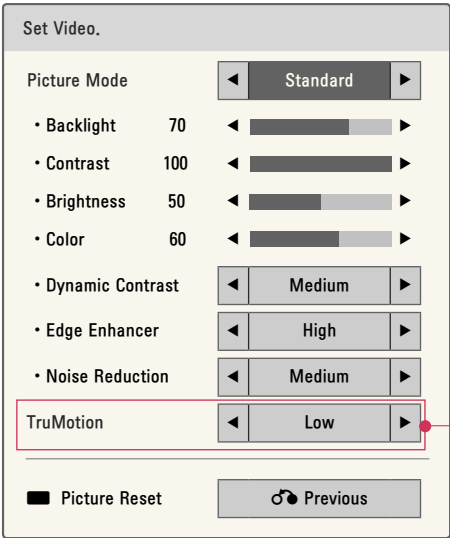 Set Video.
Picture Mode ◄ Standard ►
• Backlight 70 ◄ ►
• Contrast 100 ◄ ►
• Brightness 50 ◄ ►
• Color 60 ◄ ►
• Dynamic Contrast ◄ Medium ►
• Edge Enhancer ◄ High ►
• Noise Reduction ◄ Medium ►
TruMotion ◄ Low ►
Picture Reset Previous